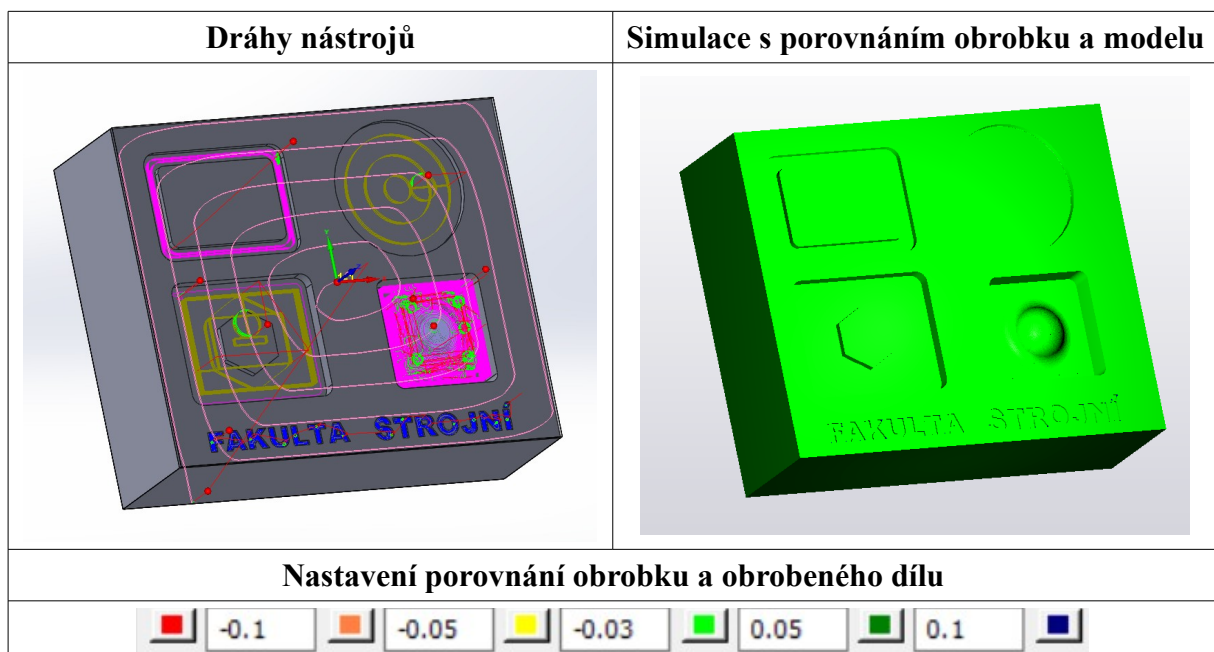 Dráhy nástrojů
Simulace s porovnáním obrobku a modelu
FAKULTA STROJNÍ
FAKULTA STROJNÍ
Nastavení porovnání obrobku a obrobeného dílu
-0.1 -0.05 -0.03 0.05 0.1